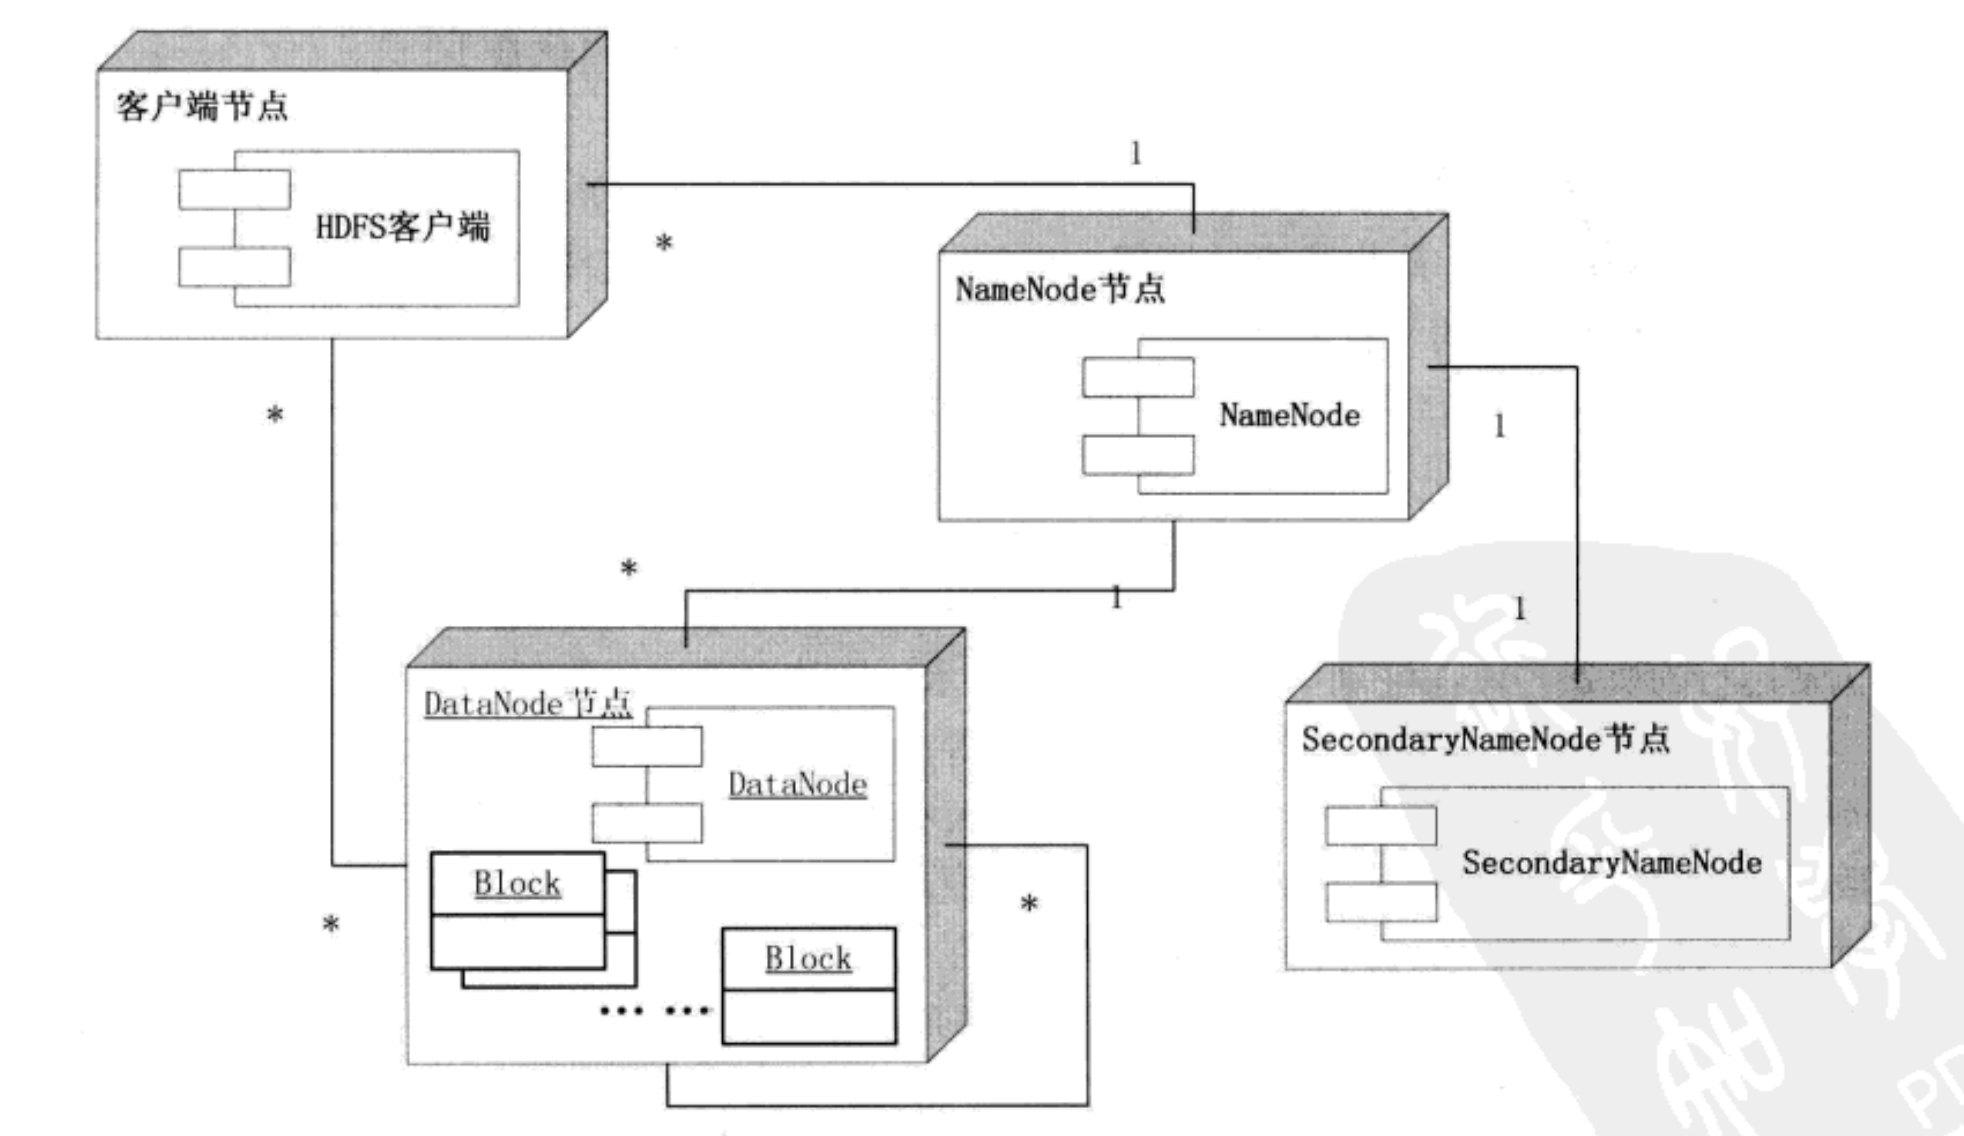 客户端节点
HDFS客户端
1
*
NameNode节点
NameNode
*
1
*
1
1
DataNode节点
DataNode
SecondaryNameNode节点
SecondaryNameNode
Block
*
*
Block
PD